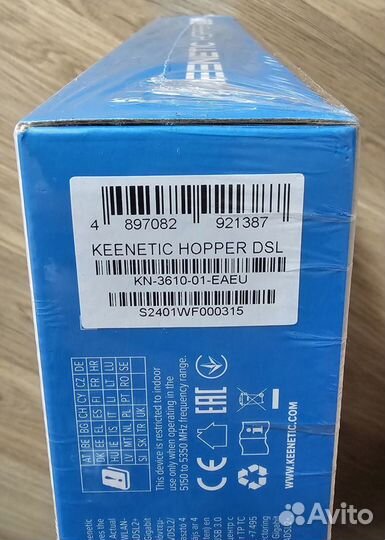 KEENETIC
4 897082 921387
KEENETIC HOPPER DSL
KN-3610-01-EAEU
S2401WF000315
AT BE BG CH CY CZ DE
DK EE EL ES FI FR HR
HU IE IS IT LI LT LU
LV MT NL PL PT RO SE
SI SK TR UK
This device is restricted to indoor
use only when operating in the
5150 to 5350 MHz frequency range.
CE
EAC
WWW.KEENETIC.COM
Avito